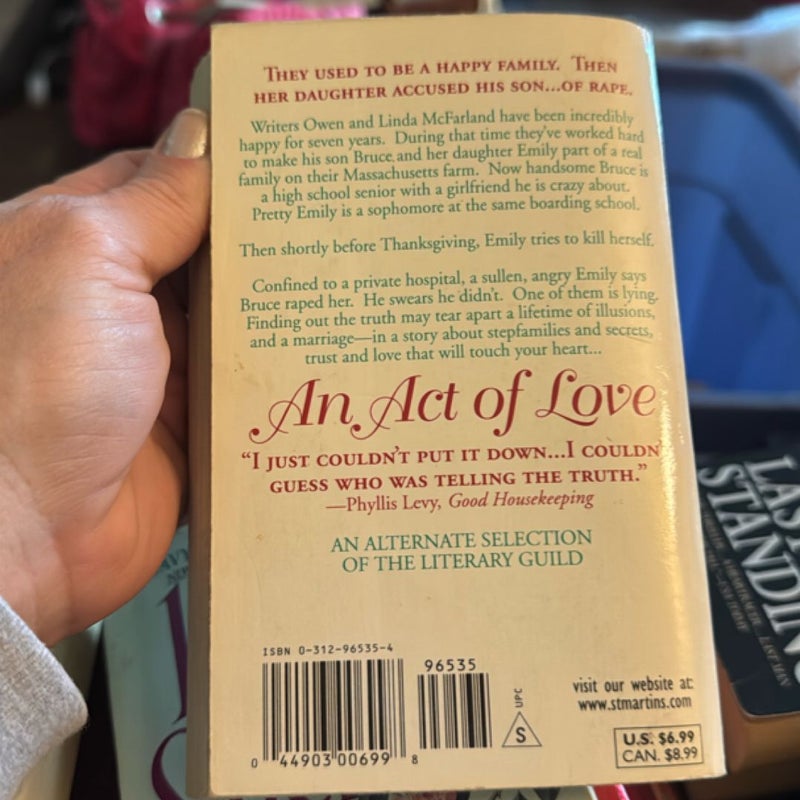 THEY USED TO BE A HAPPY FAMILY. THEN
HER DAUGHTER ACCUSED HIS SON...OF RAPE.
Writers Owen and Linda McFarland have been incredibly
happy for seven years. During that time they've worked hard
to make his son Bruce and her daughter Emily part of a real
family on their Massachusetts farm. Now handsome Bruce is
a high school senior with a girlfriend he is crazy about.
Pretty Emily is a sophomore at the same boarding school.
Then shortly before Thanksgiving, Emily tries to kill herself.
Confined to a private hospital, a sullen, angry Emily says
Bruce raped her. He swears he didn't. One of them is lying.
Finding out the truth may tear apart a lifetime of illusions,
and a marriage—in a story about stepfamilies and secrets,
trust and love that will touch your heart...
An Act of Love
"I JUST COULDN'T PUT IT DOWN...I COULDN'
GUESS WHO WAS TELLING THE TRUTH."
—Phyllis Levy, Good Housekeeping
AN ALTERNATE SELECTION
OF THE LITERARY GUILD
ISBN 0-312-96535-4
96535
0 44903 00699 8
UPC
S
visit our website at:
www.stmartins.com
U.S. $6.99
CAN. $8.99
STANDING